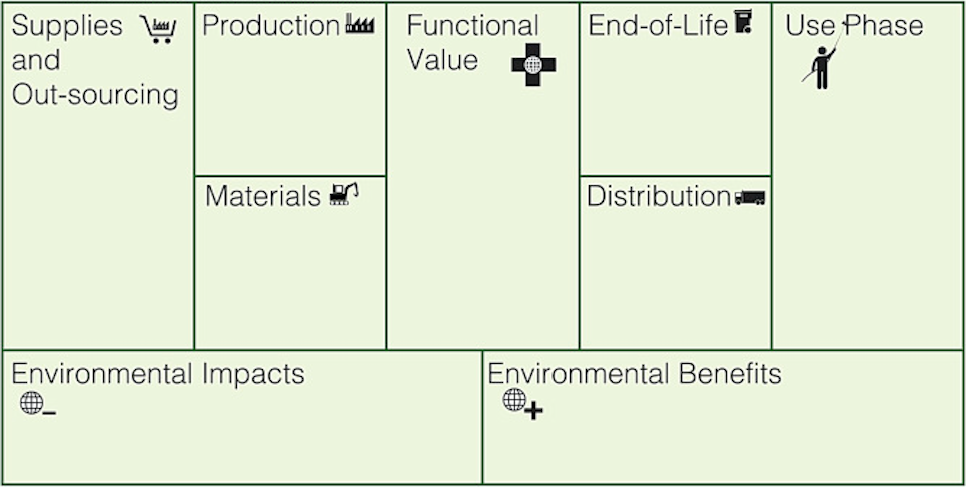 Supplies
and
Out-sourcing
Production
Materials
Functional
Value
End-of-Life
Distribution
Use Phase
Environmental Impacts
Environmental Benefits